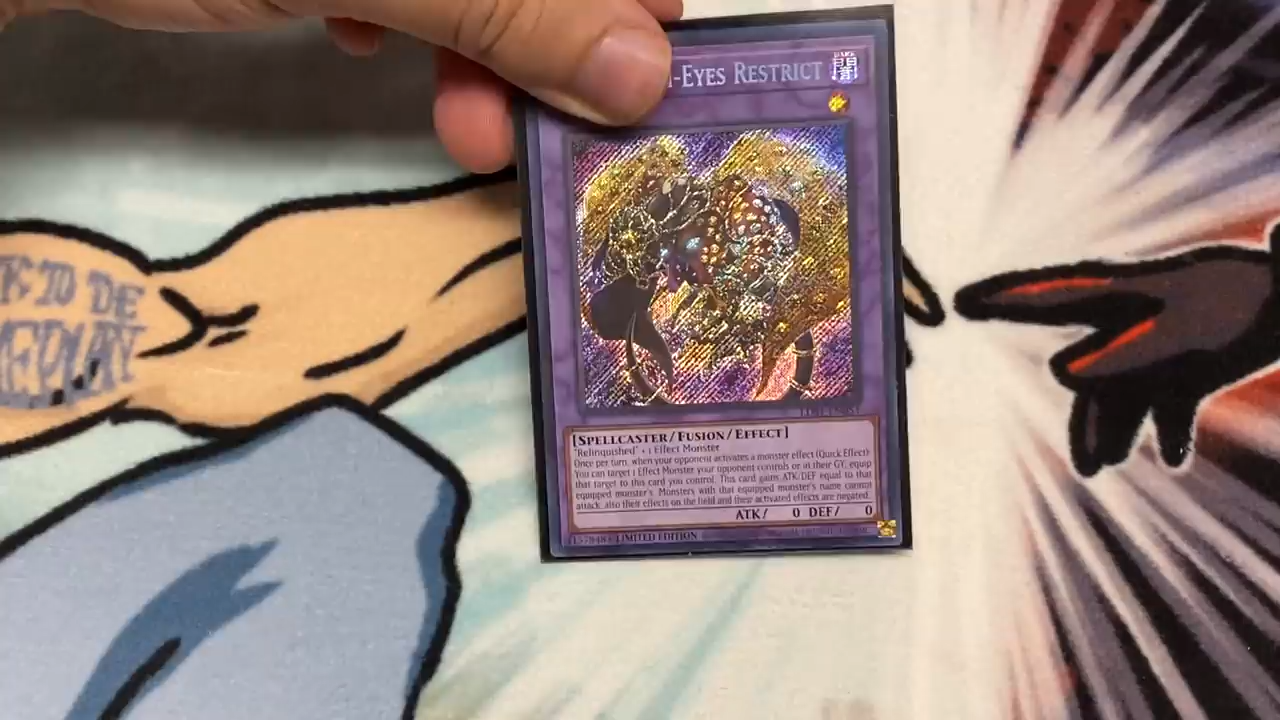 -EYES RESTRICT
[SPELLCASTER/FUSION/EFFECT]
"Relinquished" + 1 Effect Monster
Once per turn, when your opponent activates a monster effect (Quick Effect):
You can target 1 Effect Monster your opponent controls or in their GY; equip
that target to this card you control. This card gains ATK/DEF equal to that
equipped monster's. Monsters with that equipped monster's name cannot
attack, also their effects on the field and their activated effects are negated.
ATK/ 0 DEF/ 0
LIMITED EDITION
TO DE